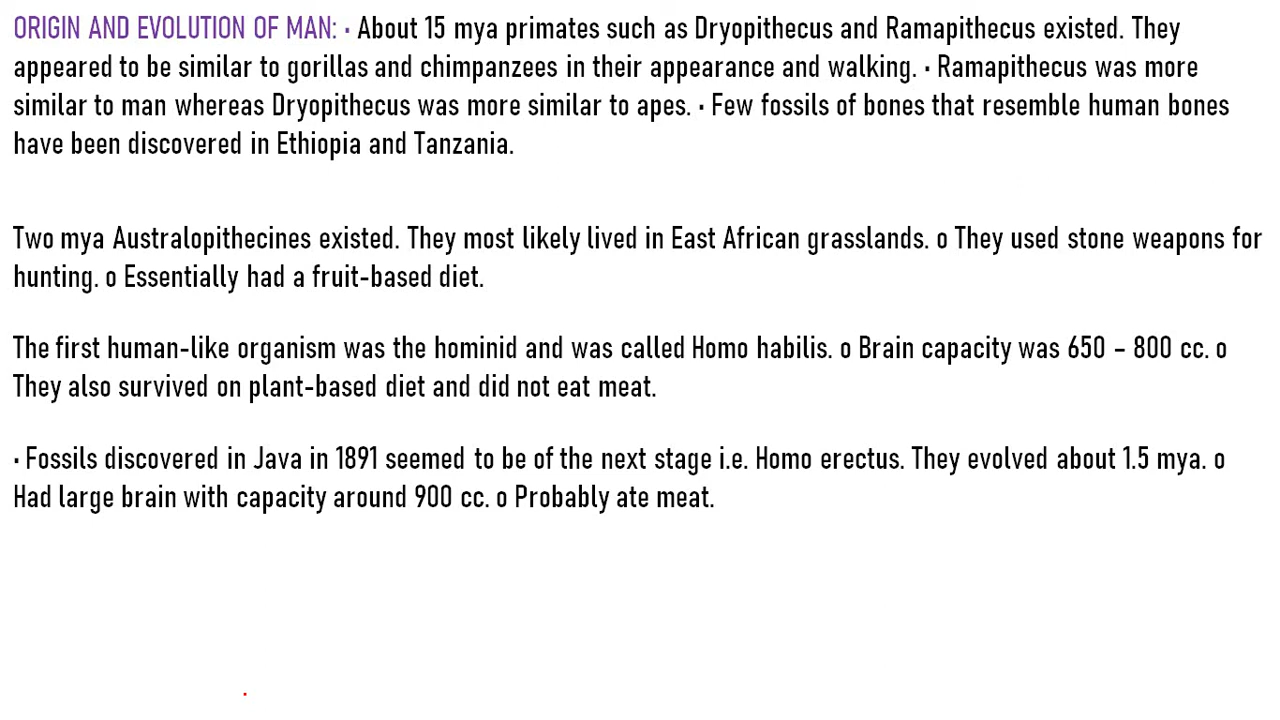 ORIGIN AND EVOLUTION OF MAN: • About 15 mya primates such as Dryopithecus and Ramapithecus existed. They
appeared to be similar to gorillas and chimpanzees in their appearance and walking. • Ramapithecus was more
similar to man whereas Dryopithecus was more similar to apes. • Few fossils of bones that resemble human bones
have been discovered in Ethiopia and Tanzania.
Two mya Australopithecines existed. They most likely lived in East African grasslands. o They used stone weapons for
hunting. o Essentially had a fruit-based diet.
The first human-like organism was the hominid and was called Homo habilis. o Brain capacity was 650 – 800 cc. o
They also survived on plant-based diet and did not eat meat.
• Fossils discovered in Java in 1891 seemed to be of the next stage i.e. Homo erectus. They evolved about 1.5 mya. o
Had large brain with capacity around 900 cc. o Probably ate meat.